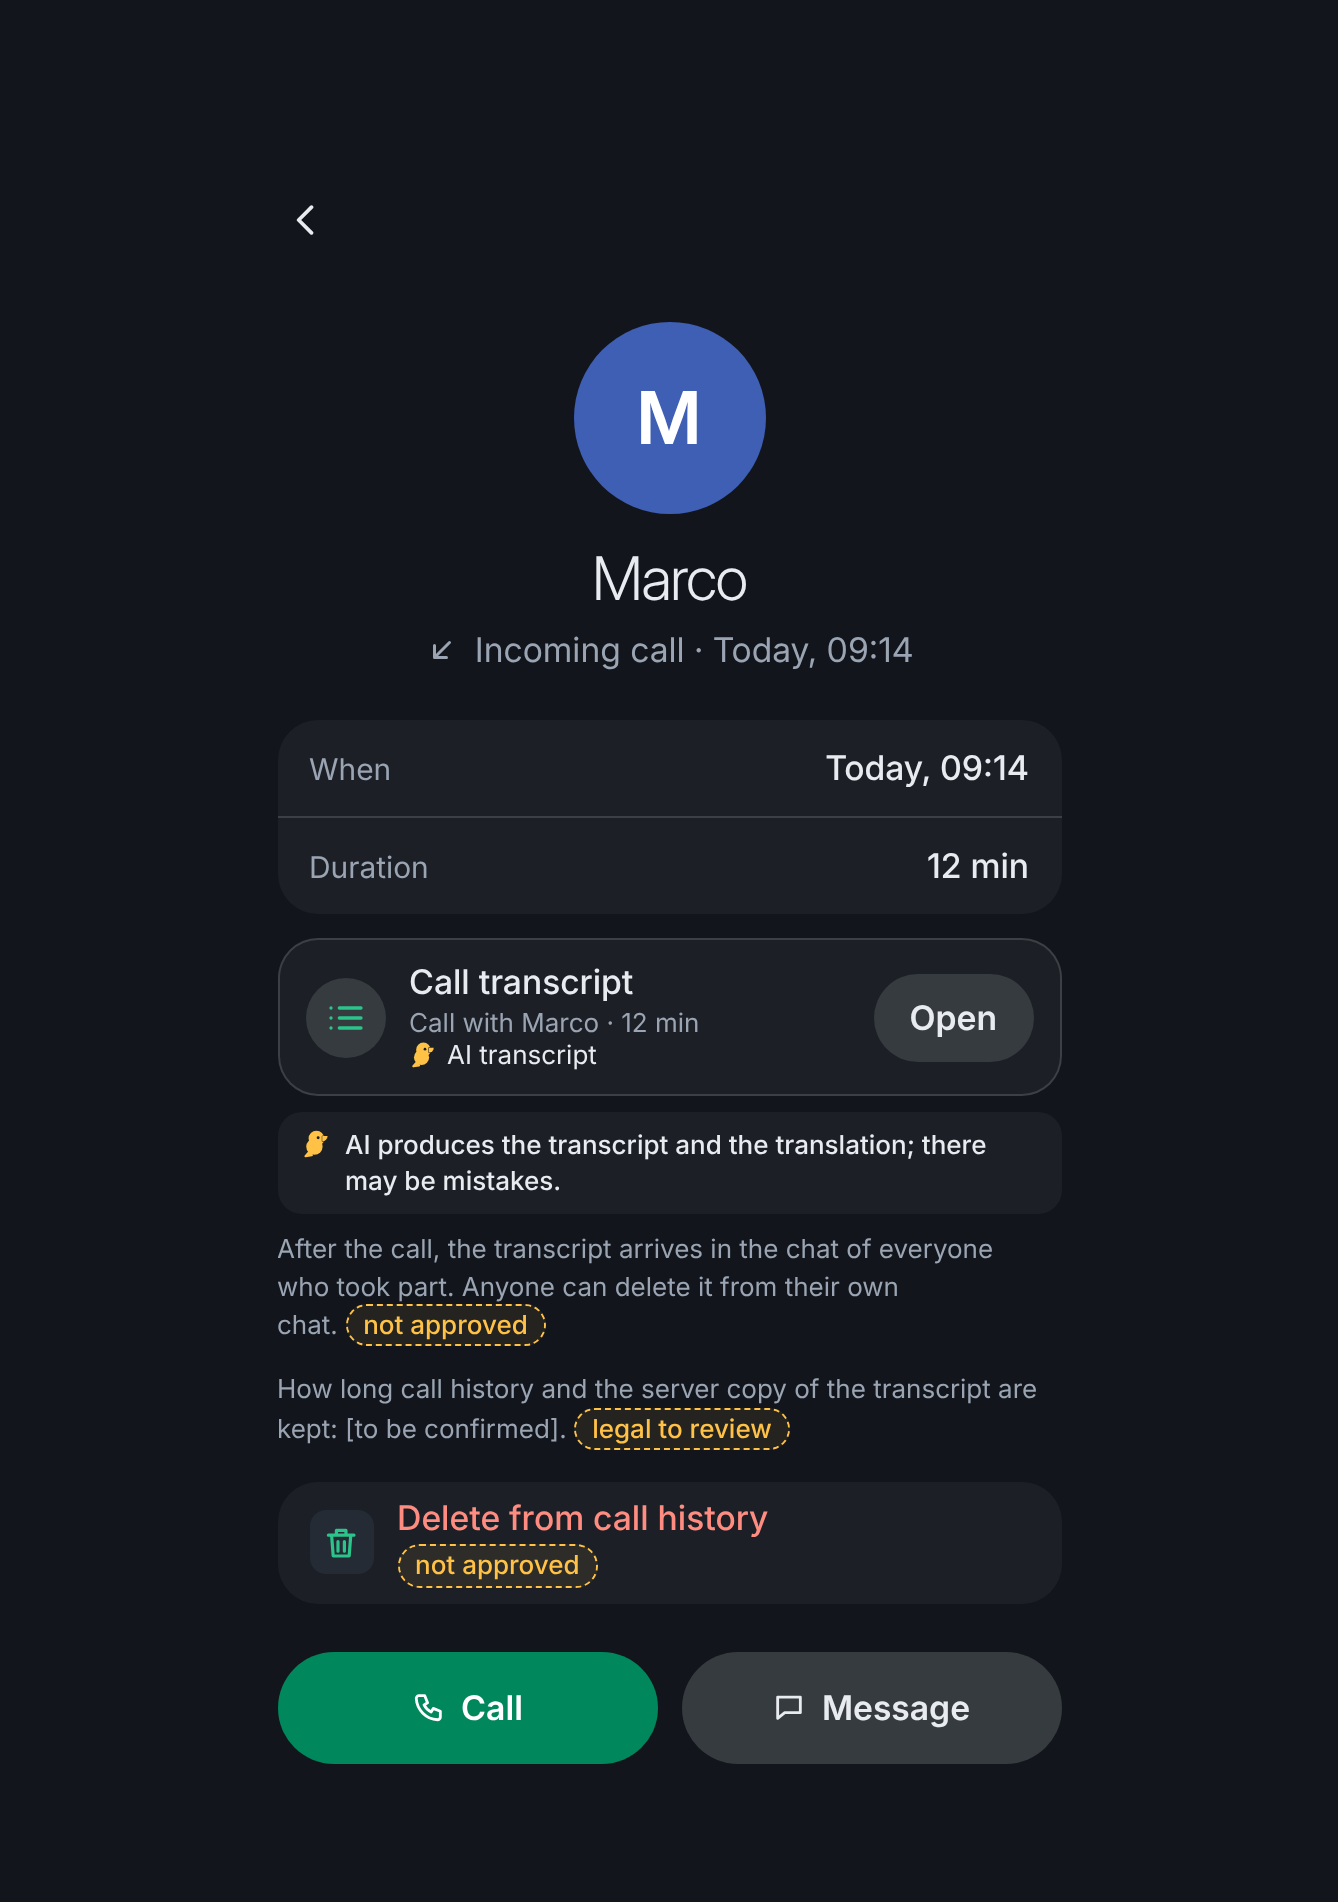 M
Marco
Incoming call · Today, 09:14
When
Today, 09:14
Duration
12 min
Call transcript
Call with Marco · 12 min
AI transcript
Open
AI produces the transcript and the translation; there
may be mistakes.
After the call, the transcript arrives in the chat of everyone
who took part. Anyone can delete it from their own
chat. not approved
How long call history and the server copy of the transcript are
kept: [to be confirmed]. legal to review
Delete from call history
not approved
Call
Message